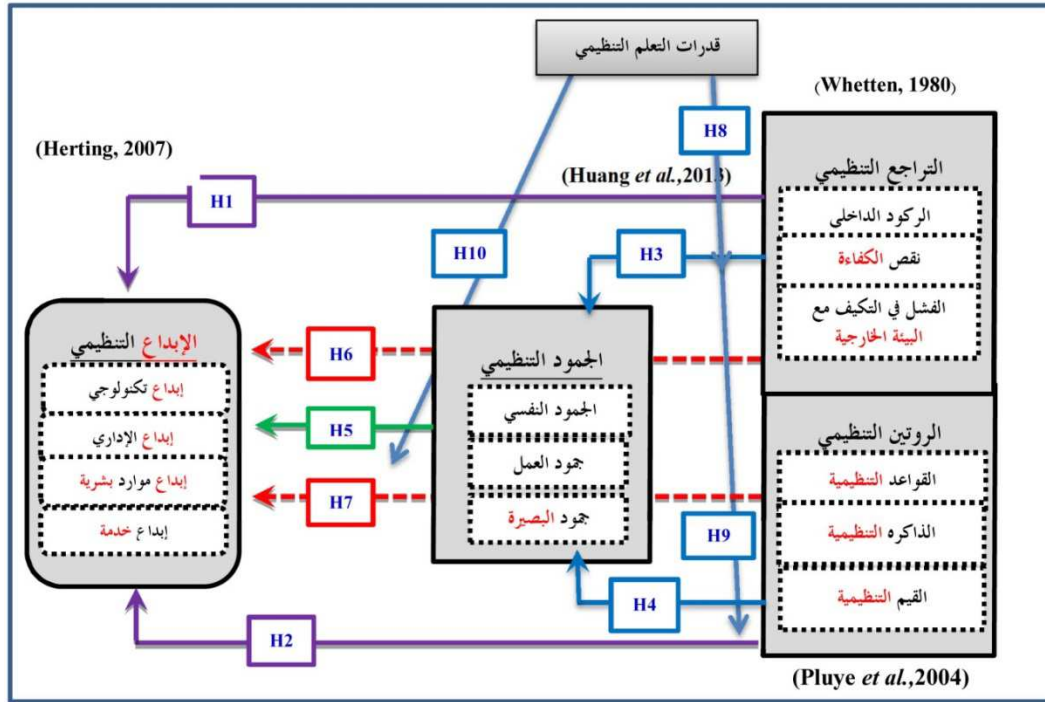 قدرات التعلم التنظيمي
(Whetten, 1980)
H8
(Herting, 2007)
(Huang et al.,2013)
التراجع التنظيمي
الركود الداخلي
نقص الكفاءة
الفشل في التكيف مع
البيئة الخارجية
H1
H10
H3
الإبداع التنظيمي
إبداع تكنولوجي
إبداع الإداري
إبداع موارد بشرية
إبداع خدمة
H6
H5
H7
الجمود التنظيمي
الجمود النفسي
جمود العمل
جمود البصيرة
الروتين التنظيمي
القواعد التنظيمية
الذاكره التنظيمية
القيم التنظيمية
H9
H4
H2
(Pluye et al.,2004)